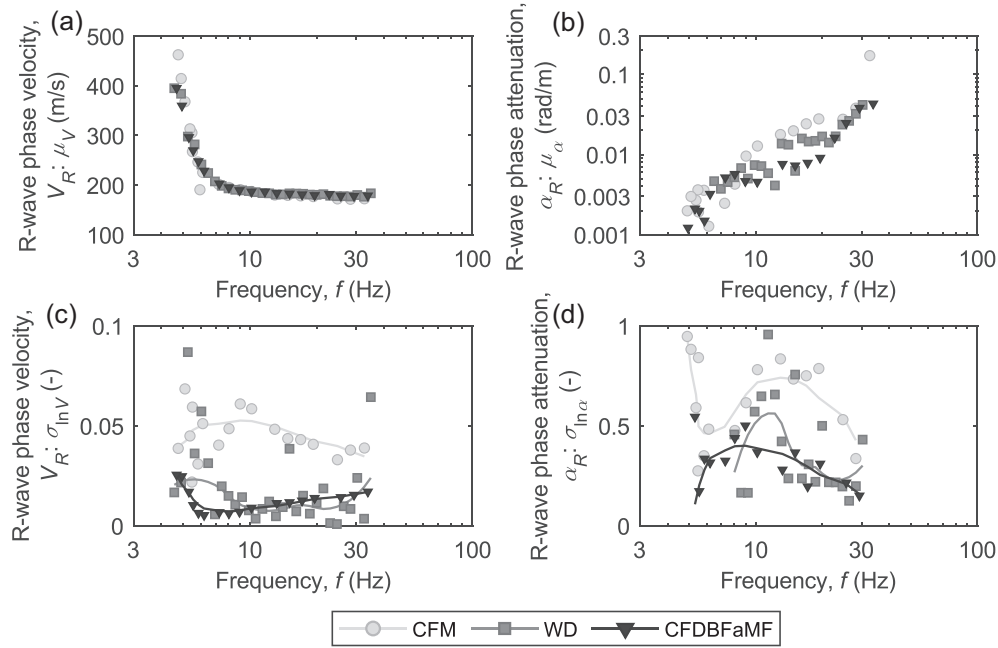 (a)
R-wave phase velocity,
V_R: μ_V (m/s)
500
400
300
200
100
3
10
30
100
Frequency, f (Hz)
(b)
R-wave phase attenuation,
α_R: μ_α (rad/m)
0.3
0.1
0.03
0.01
0.003
0.001
3
10
30
100
Frequency, f (Hz)
(c)
R-wave phase velocity,
V_R: σ_ln V (-)
0.1
0.05
0
3
10
30
100
Frequency, f (Hz)
(d)
R-wave phase attenuation,
α_R: σ_ln α (-)
1
0.5
0
3
10
30
100
Frequency, f (Hz)
CFM WD CFDBFaMF